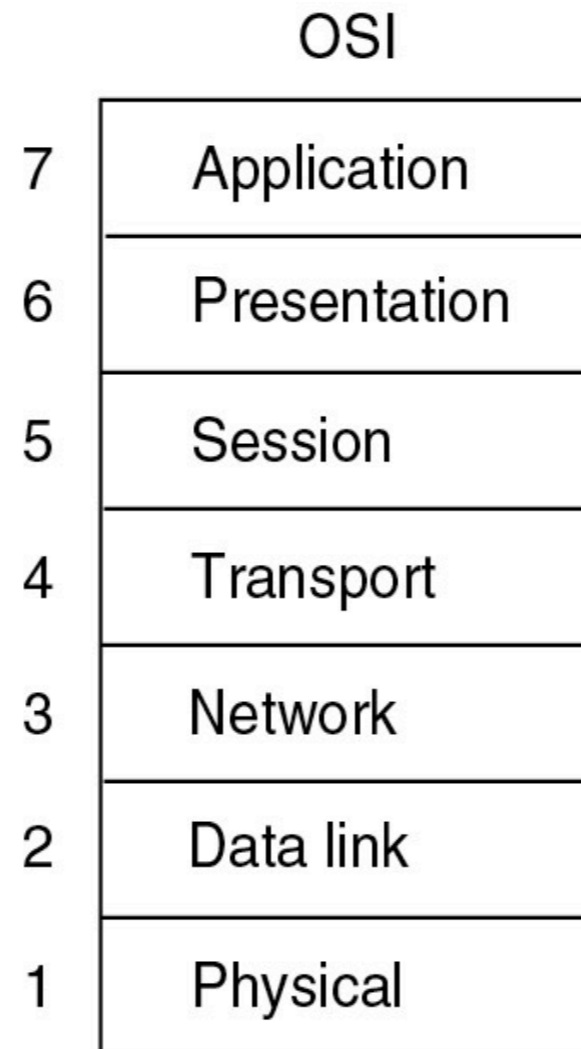 OSI
7 Application
6 Presentation
5 Session
4 Transport
3 Network
2 Data link
1 Physical